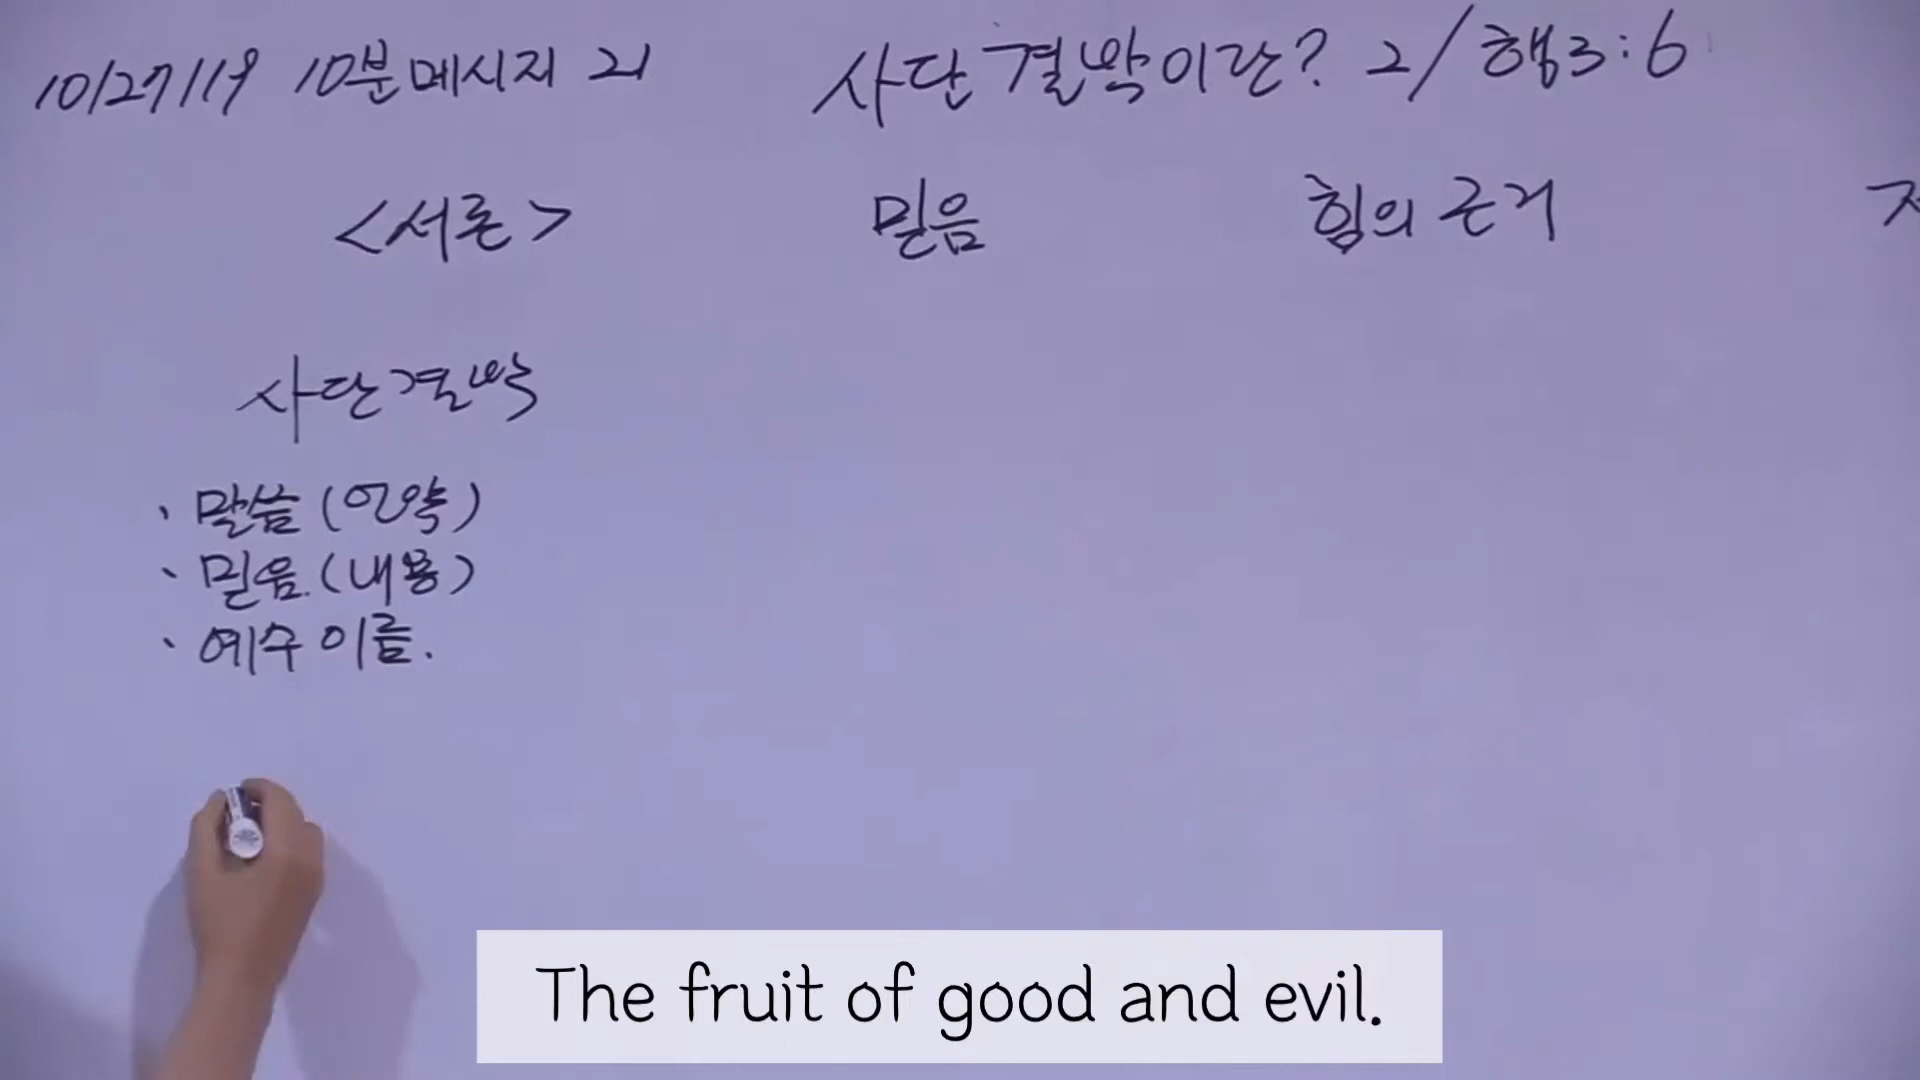 10/27/19 10분메시지 21 사단결박이란? 2/행3:6
<서론> 믿음 힘의 근거
사단결박
· 말씀(언약)
· 믿음.(내용)
· 예수 이름.
The fruit of good and evil.